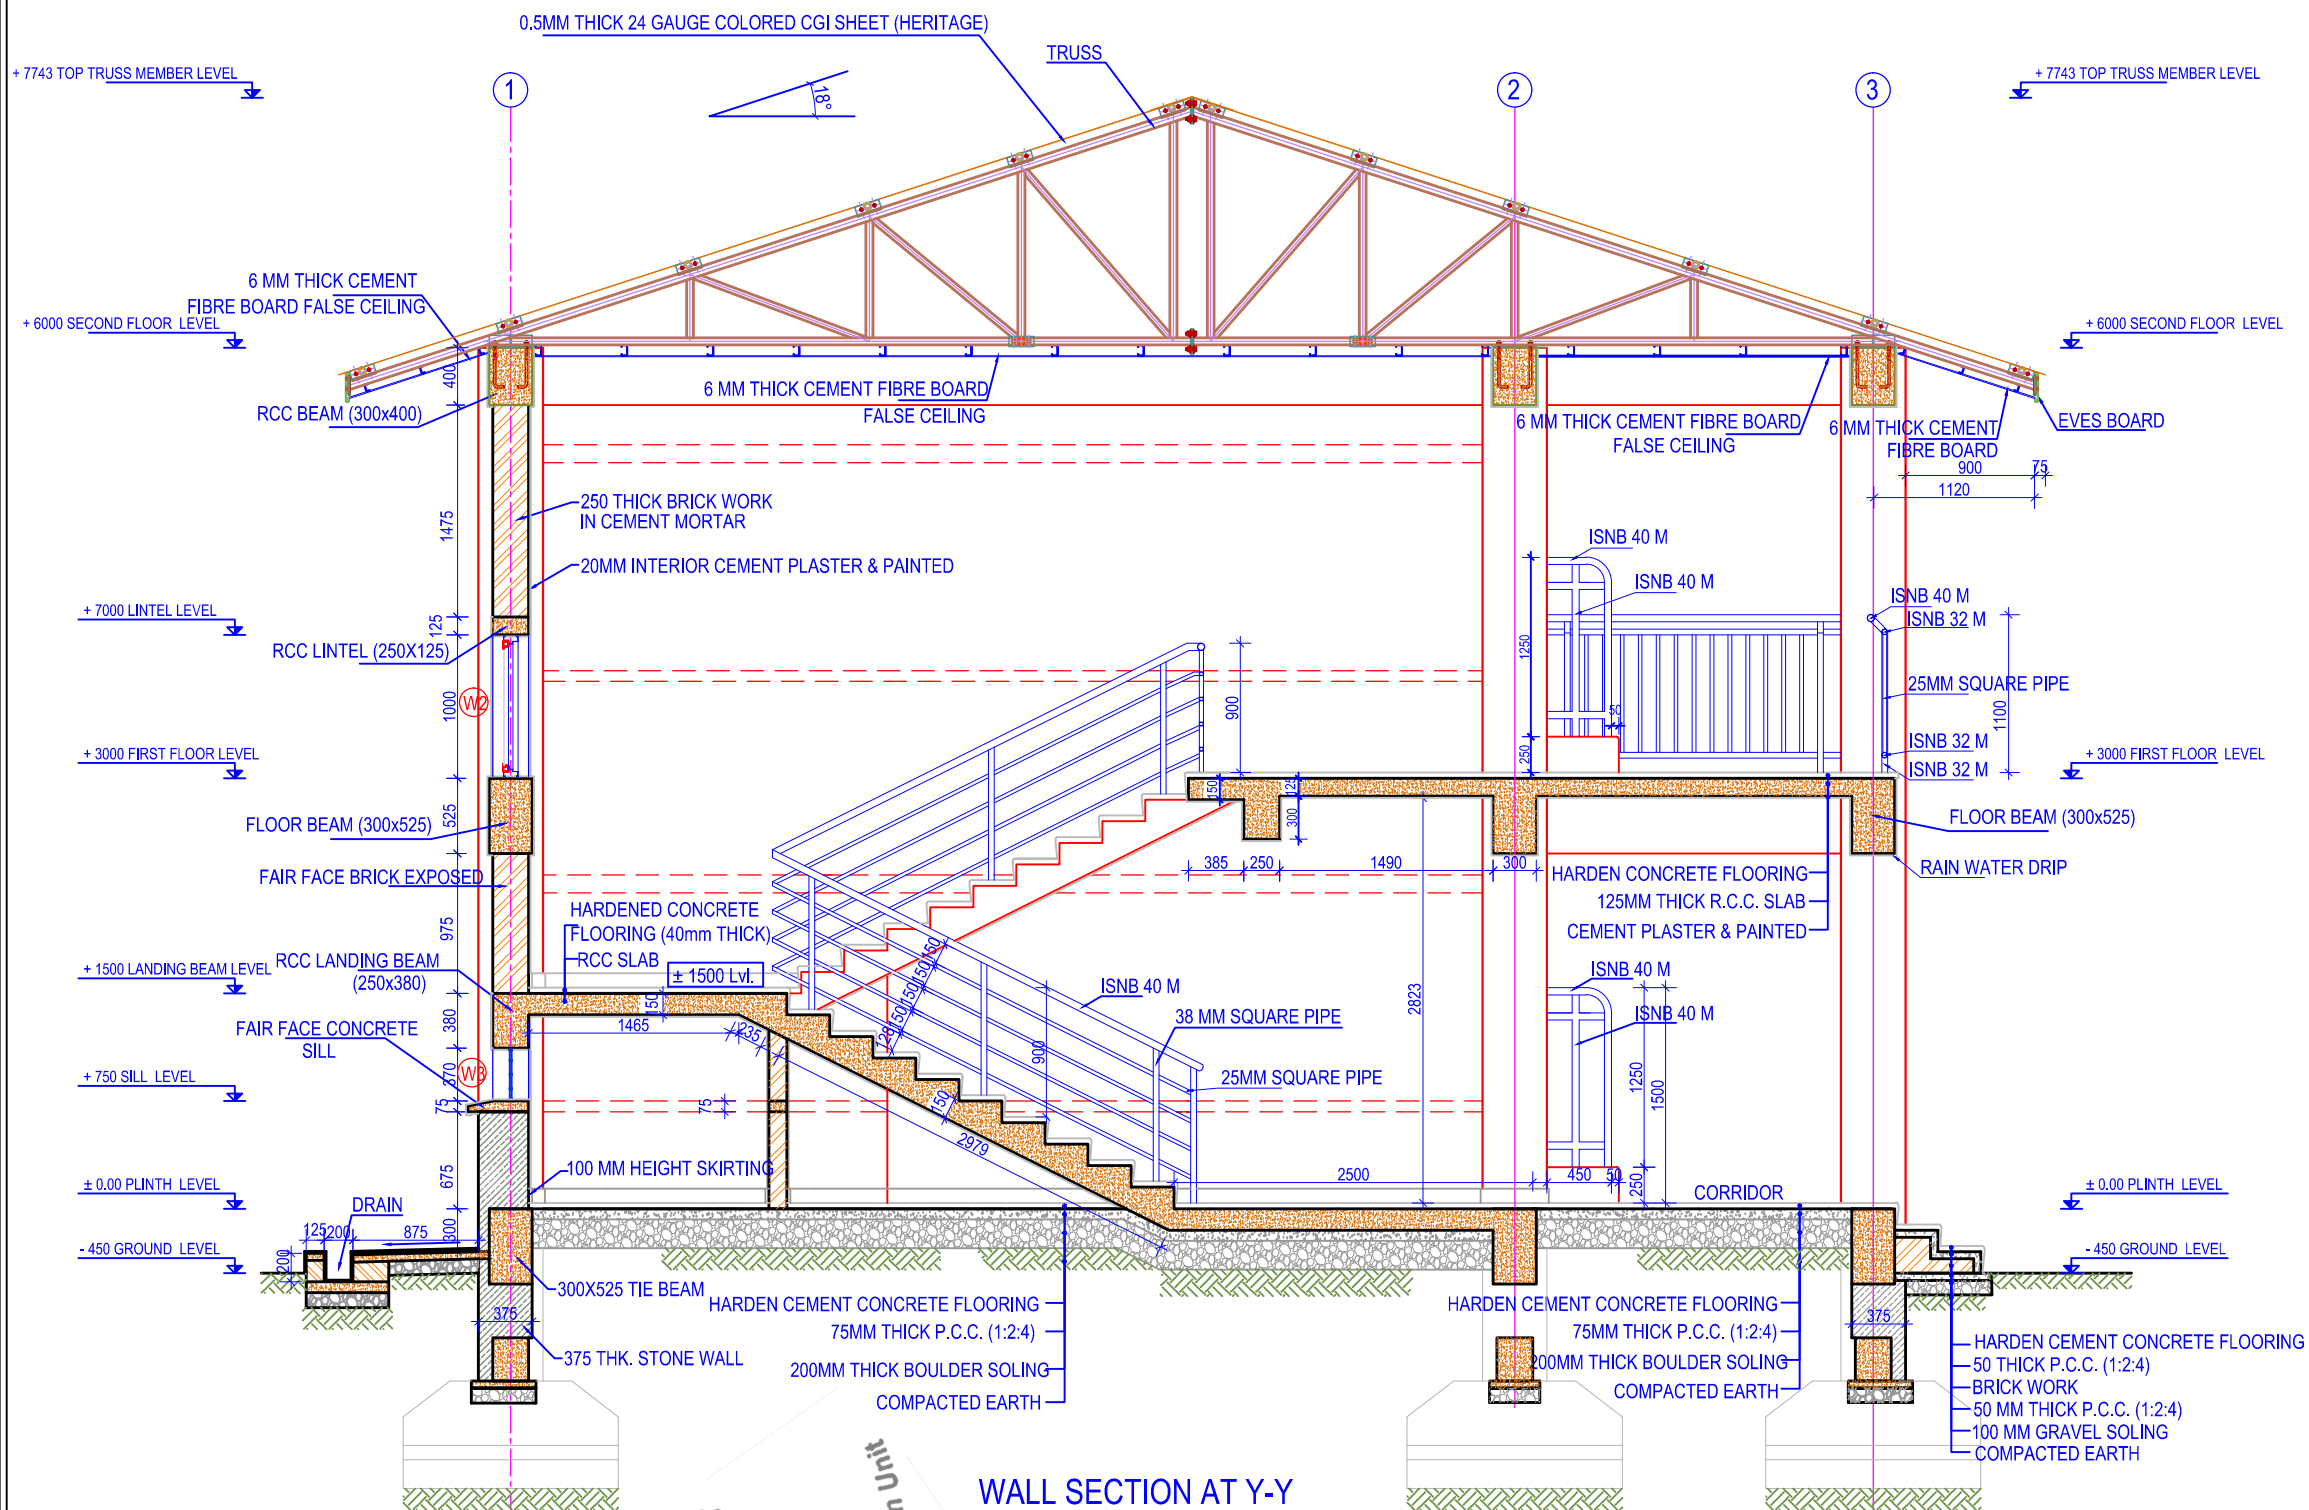 0.5MM THICK 24 GAUGE COLORED CGI SHEET (HERITAGE)
TRUSS
+ 7743 TOP TRUSS MEMBER LEVEL
+ 7743 TOP TRUSS MEMBER LEVEL
1
2
3
18°
6 MM THICK CEMENT
FIBRE BOARD FALSE CEILING
+ 6000 SECOND FLOOR LEVEL
+ 6000 SECOND FLOOR LEVEL
400
RCC BEAM (300x400)
6 MM THICK CEMENT FIBRE BOARD
FALSE CEILING
6 MM THICK CEMENT FIBRE BOARD
FALSE CEILING
6 MM THICK CEMENT
FIBRE BOARD
EVES BOARD
900
75
1120
1475
250 THICK BRICK WORK
IN CEMENT MORTAR
20MM INTERIOR CEMENT PLASTER & PAINTED
ISNB 40 M
ISNB 40 M
ISNB 40 M
ISNB 32 M
+ 7000 LINTEL LEVEL
125
RCC LINTEL (250X125)
1250
W2
1000
900
50
25MM SQUARE PIPE
1100
ISNB 32 M
ISNB 32 M
250
+ 3000 FIRST FLOOR LEVEL
+ 3000 FIRST FLOOR LEVEL
150
125
300
525
FLOOR BEAM (300x525)
FLOOR BEAM (300x525)
385
250
1490
300
RAIN WATER DRIP
FAIR FACE BRICK EXPOSED
HARDEN CONCRETE FLOORING
125MM THICK R.C.C. SLAB
CEMENT PLASTER & PAINTED
975
HARDENED CONCRETE
FLOORING (40mm THICK)
RCC SLAB
± 1500 Lvl.
+ 1500 LANDING BEAM LEVEL
RCC LANDING BEAM
(250x380)
150
150
150
150
150
128
ISNB 40 M
ISNB 40 M
ISNB 40 M
380
150
1465
235
900
2823
38 MM SQUARE PIPE
FAIR FACE CONCRETE
SILL
W3
370
+ 750 SILL LEVEL
75
75
150
2979
25MM SQUARE PIPE
1250
1500
675
100 MM HEIGHT SKIRTING
2500
450
50
250
CORRIDOR
± 0.00 PLINTH LEVEL
± 0.00 PLINTH LEVEL
DRAIN
125
200
875
300
200
- 450 GROUND LEVEL
- 450 GROUND LEVEL
300X525 TIE BEAM
375
375 THK. STONE WALL
HARDEN CEMENT CONCRETE FLOORING
75MM THICK P.C.C. (1:2:4)
200MM THICK BOULDER SOLING
COMPACTED EARTH
HARDEN CEMENT CONCRETE FLOORING
75MM THICK P.C.C. (1:2:4)
200MM THICK BOULDER SOLING
COMPACTED EARTH
375
HARDEN CEMENT CONCRETE FLOORING
50 THICK P.C.C. (1:2:4)
BRICK WORK
50 MM THICK P.C.C. (1:2:4)
100 MM GRAVEL SOLING
COMPACTED EARTH
Unit
WALL SECTION AT Y-Y